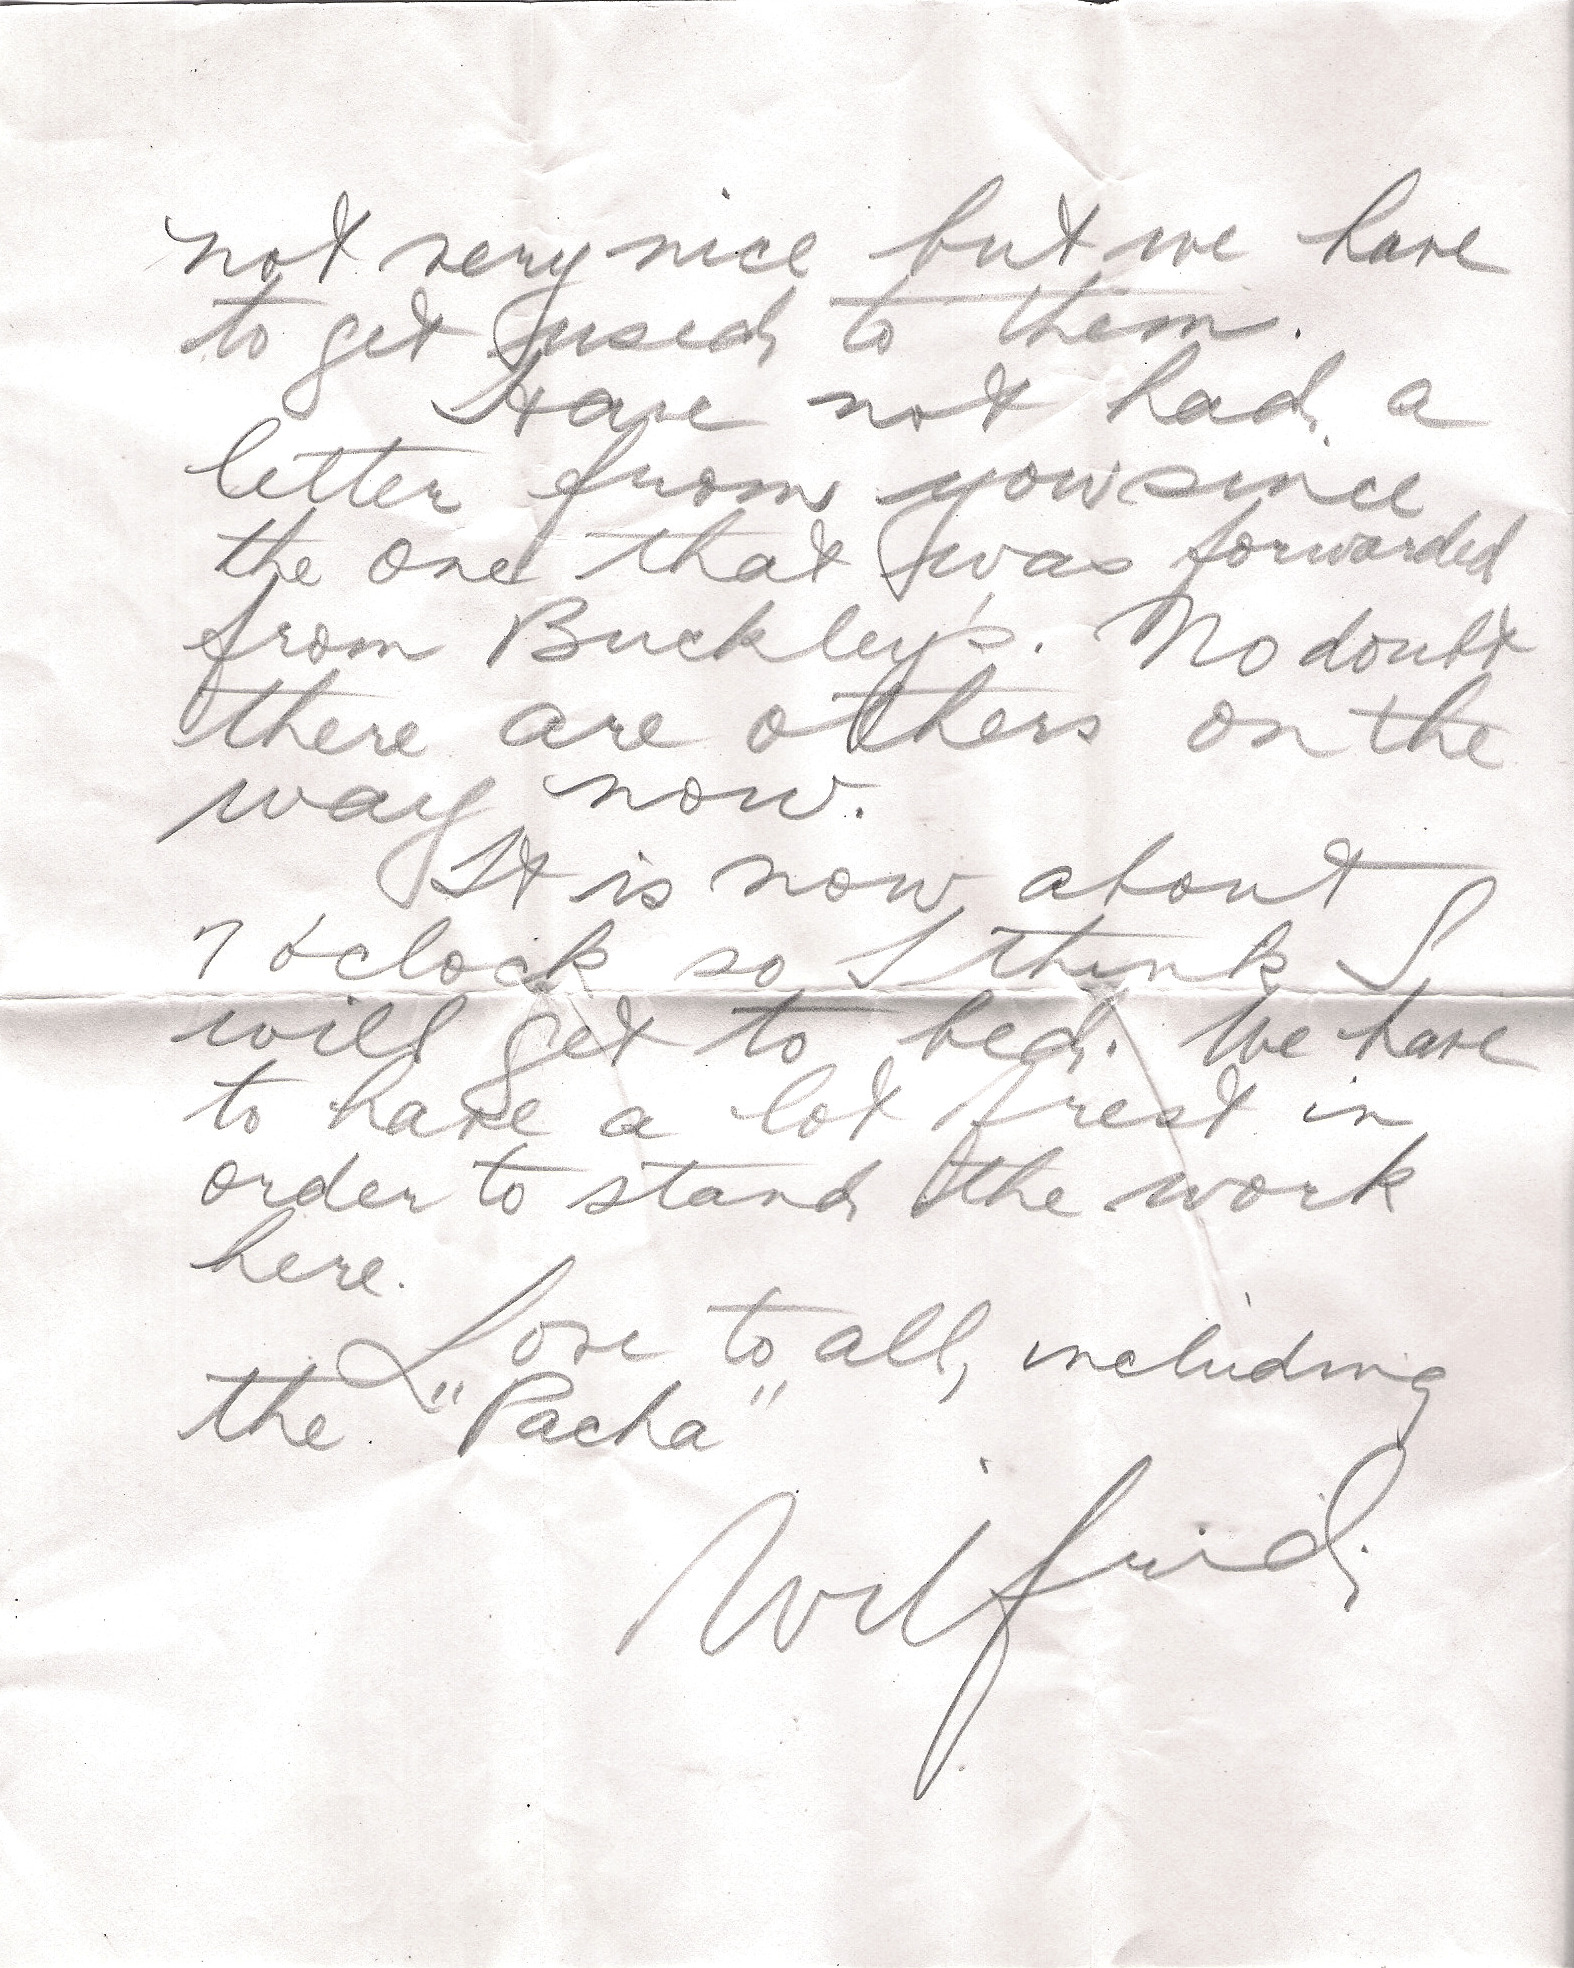 not very nice but we have
to get used to them.
Have not had a
letter from you since
the one that was forwarded
from Buckley's. No doubt
there are others on the
way now.
It is now about
7 o'clock so I think I
will get to bed. We have
to have a lot rest in
order to stand the work
here.
Love to all, including
the "Pacha"
Wilfrid